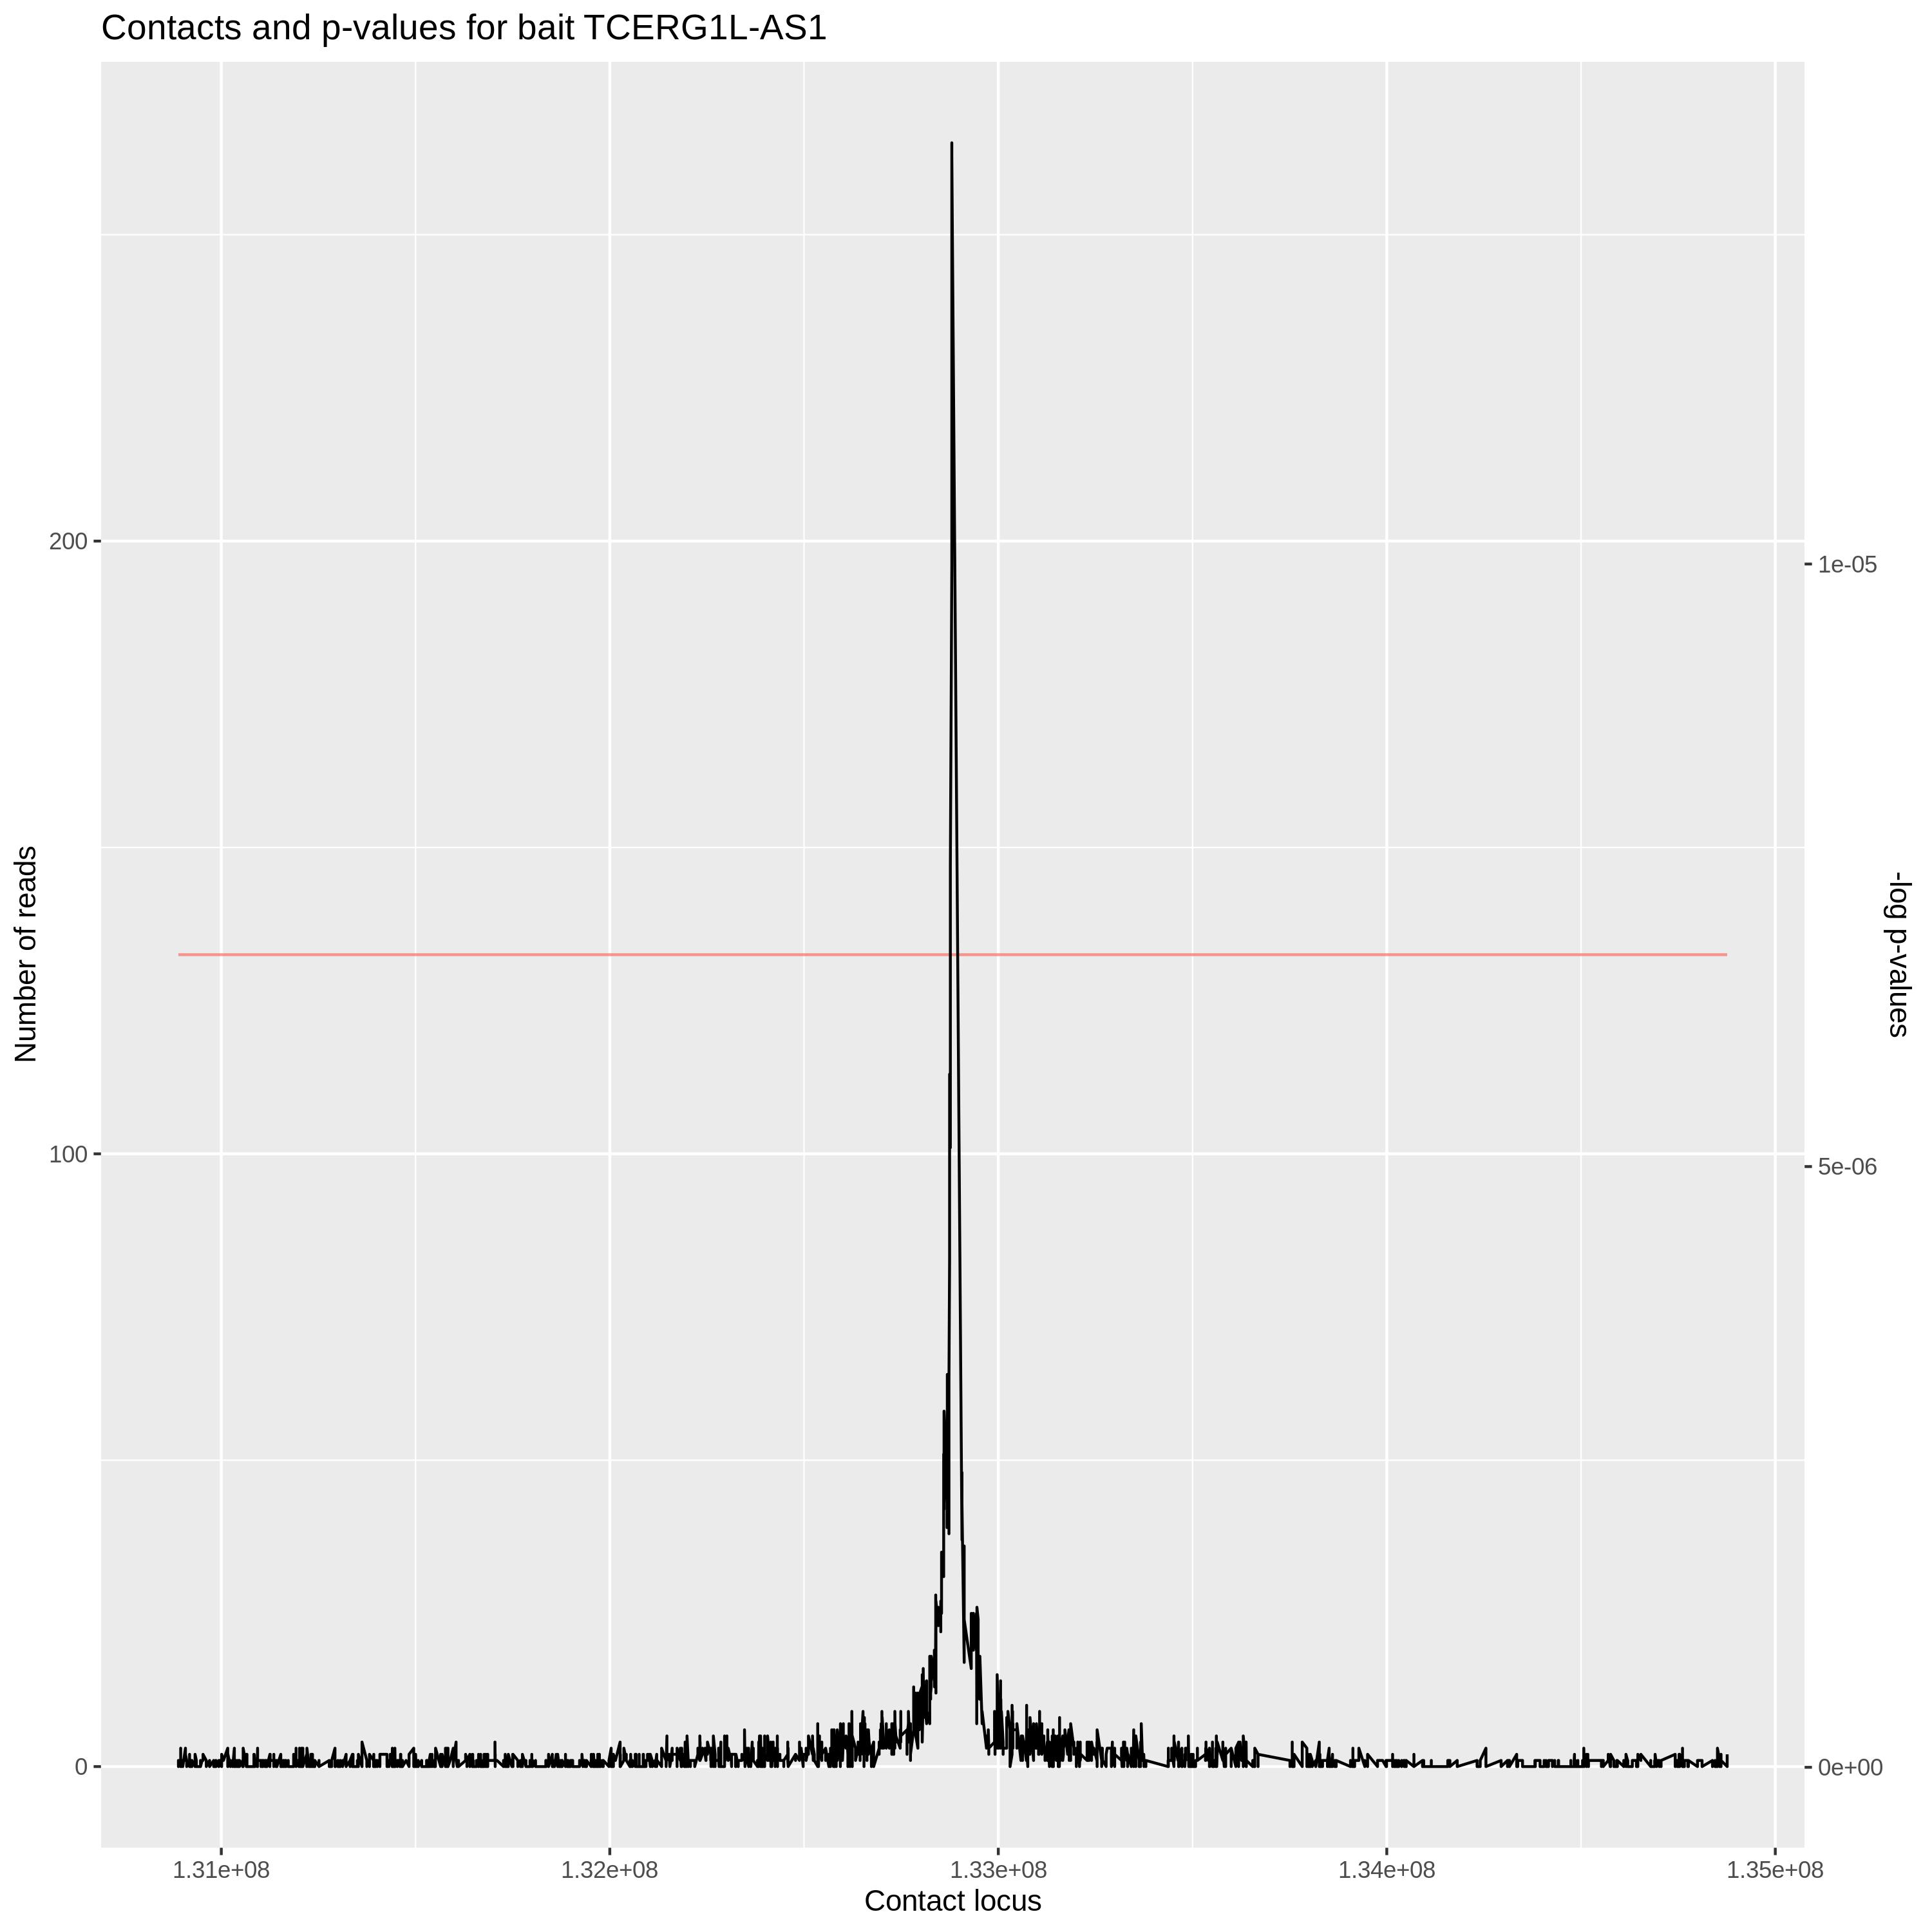 Contacts and p-values for bait TCERG1L-AS1
Number of reads
200
100
0
1e-05
5e-06
0e+00
-log p-values
1.31e+08
1.32e+08
1.33e+08
1.34e+08
1.35e+08
Contact locus